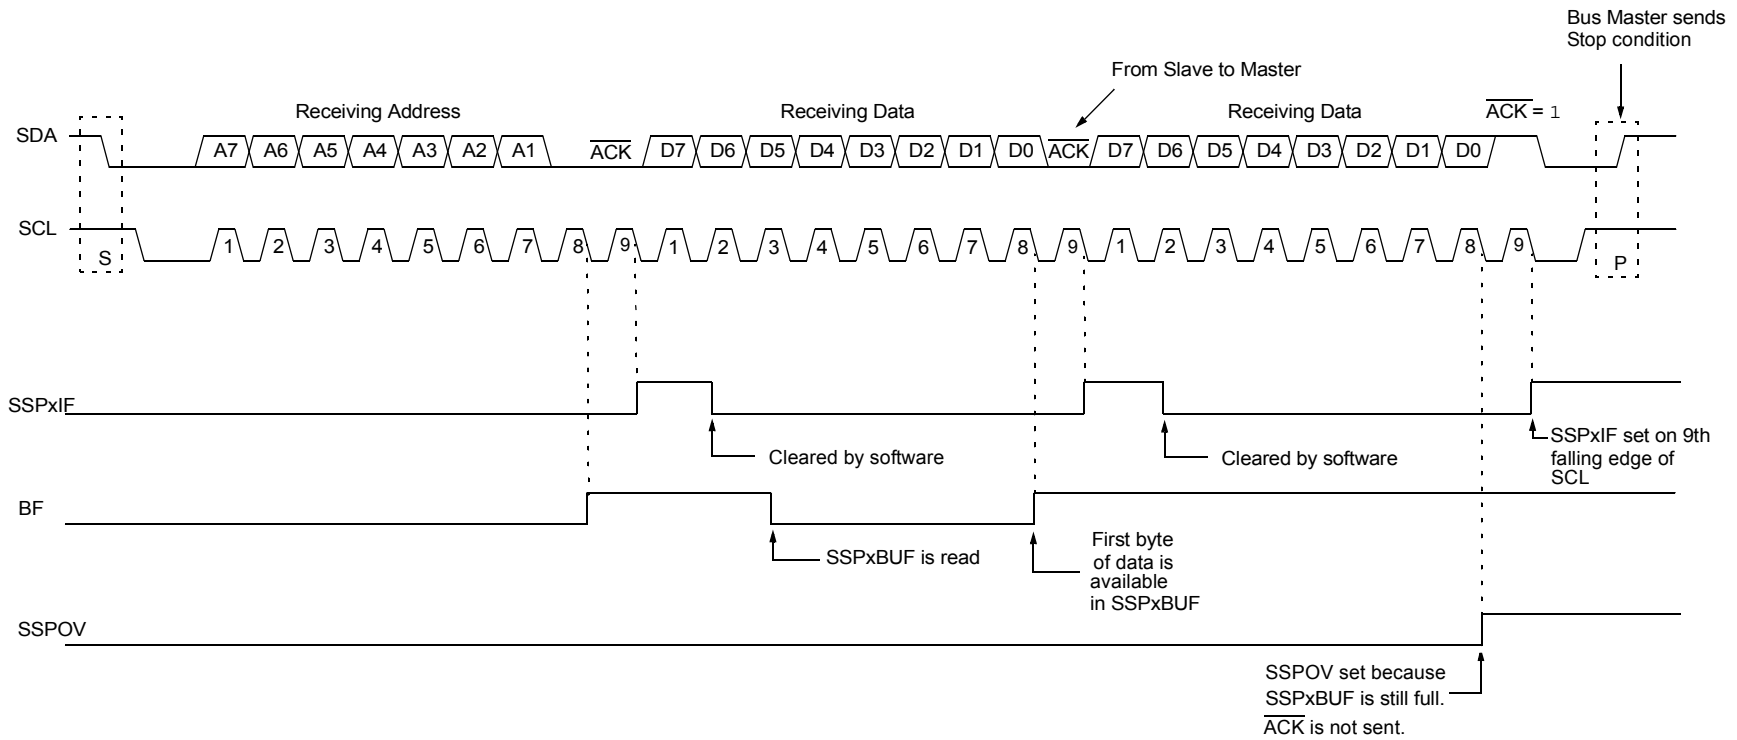 Bus Master sends
Stop condition
From Slave to Master
Receiving Address
Receiving Data
Receiving Data
ACK = 1
SDA
A7 A6 A5 A4 A3 A2 A1 ACK D7 D6 D5 D4 D3 D2 D1 D0 ACK D7 D6 D5 D4 D3 D2 D1 D0
SCL
S 1 2 3 4 5 6 7 8 9 1 2 3 4 5 6 7 8 9 1 2 3 4 5 6 7 8 9 P
SSPxIF
Cleared by software
Cleared by software
SSPxIF set on 9th
falling edge of
SCL
BF
SSPxBUF is read
First byte
of data is
available
in SSPxBUF
SSPOV
SSPOV set because
SSPxBUF is still full.
ACK is not sent.